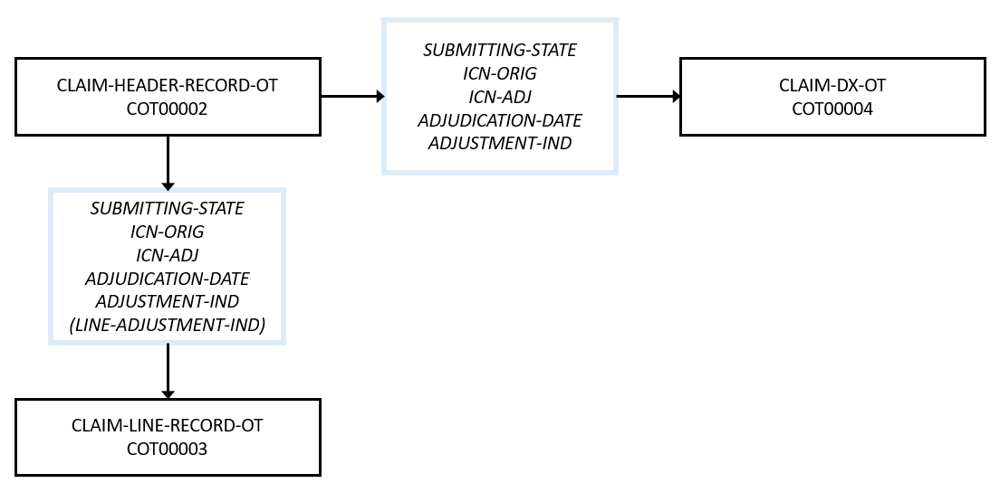 CLAIM-HEADER-RECORD-OT
COT00002
SUBMITTING-STATE
ICN-ORIG
ICN-ADJ
ADJUDICATION-DATE
ADJUSTMENT-IND
CLAIM-DX-OT
COT00004
SUBMITTING-STATE
ICN-ORIG
ICN-ADJ
ADJUDICATION-DATE
ADJUSTMENT-IND
(LINE-ADJUSTMENT-IND)
CLAIM-LINE-RECORD-OT
COT00003